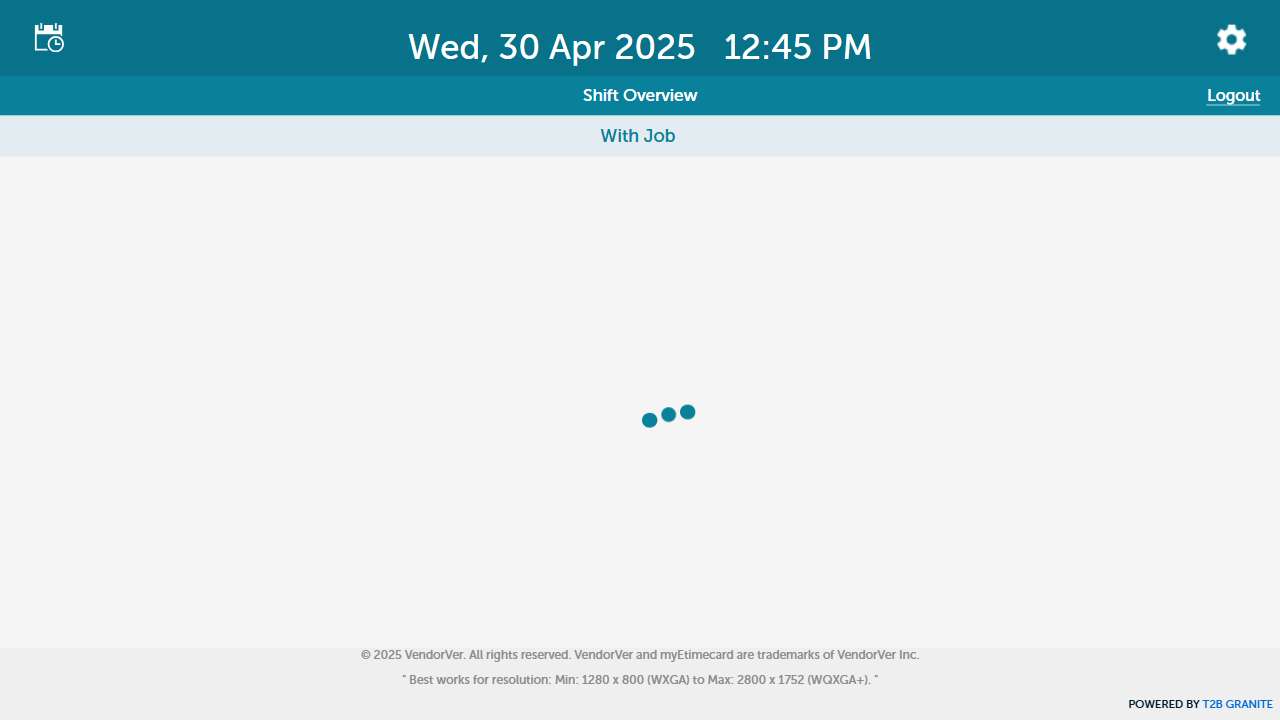 Wed, 30 Apr 2025 12:45 PM
Shift Overview
Logout
With Job
© 2025 VendorVer. All rights reserved. VendorVer and myEtimecard are trademarks of VendorVer Inc.
" Best works for resolution: Min: 1280 x 800 (WXGA) to Max: 2800 x 1752 (WQXGA+). "
POWERED BY T2B GRANITE